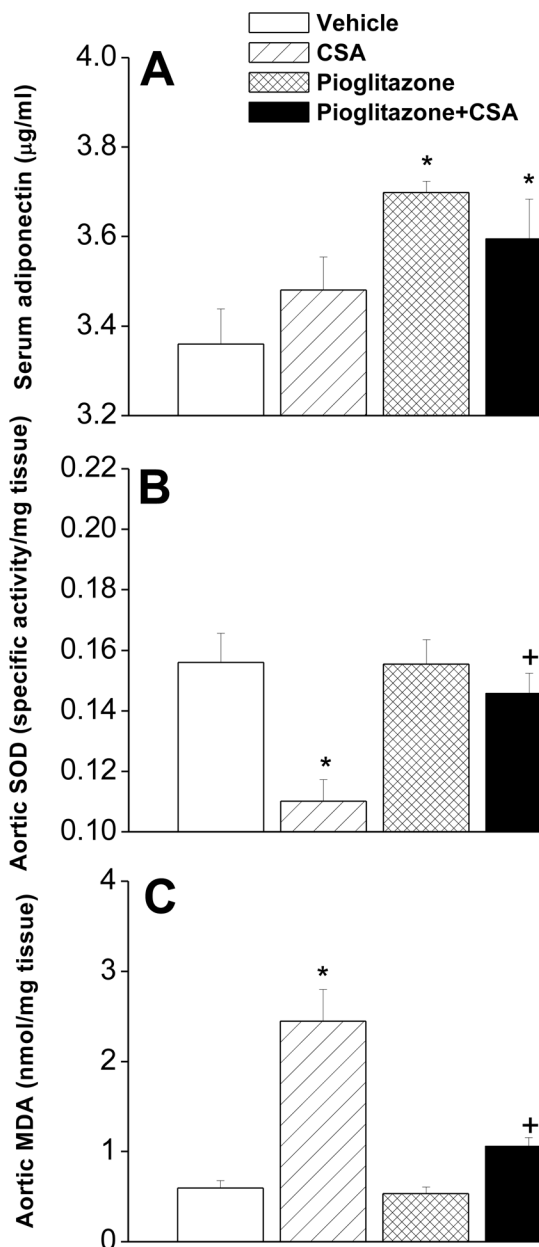 Vehicle
CSA
Pioglitazone
Pioglitazone+CSA
A
Serum adiponectin (µg/ml)
4.0
3.8
3.6
3.4
3.2
*
*
B
Aortic SOD (specific activity/mg tissue)
0.22
0.20
0.18
0.16
0.14
0.12
0.10
*
+
C
Aortic MDA (nmol/mg tissue)
4
3
2
1
0
*
+